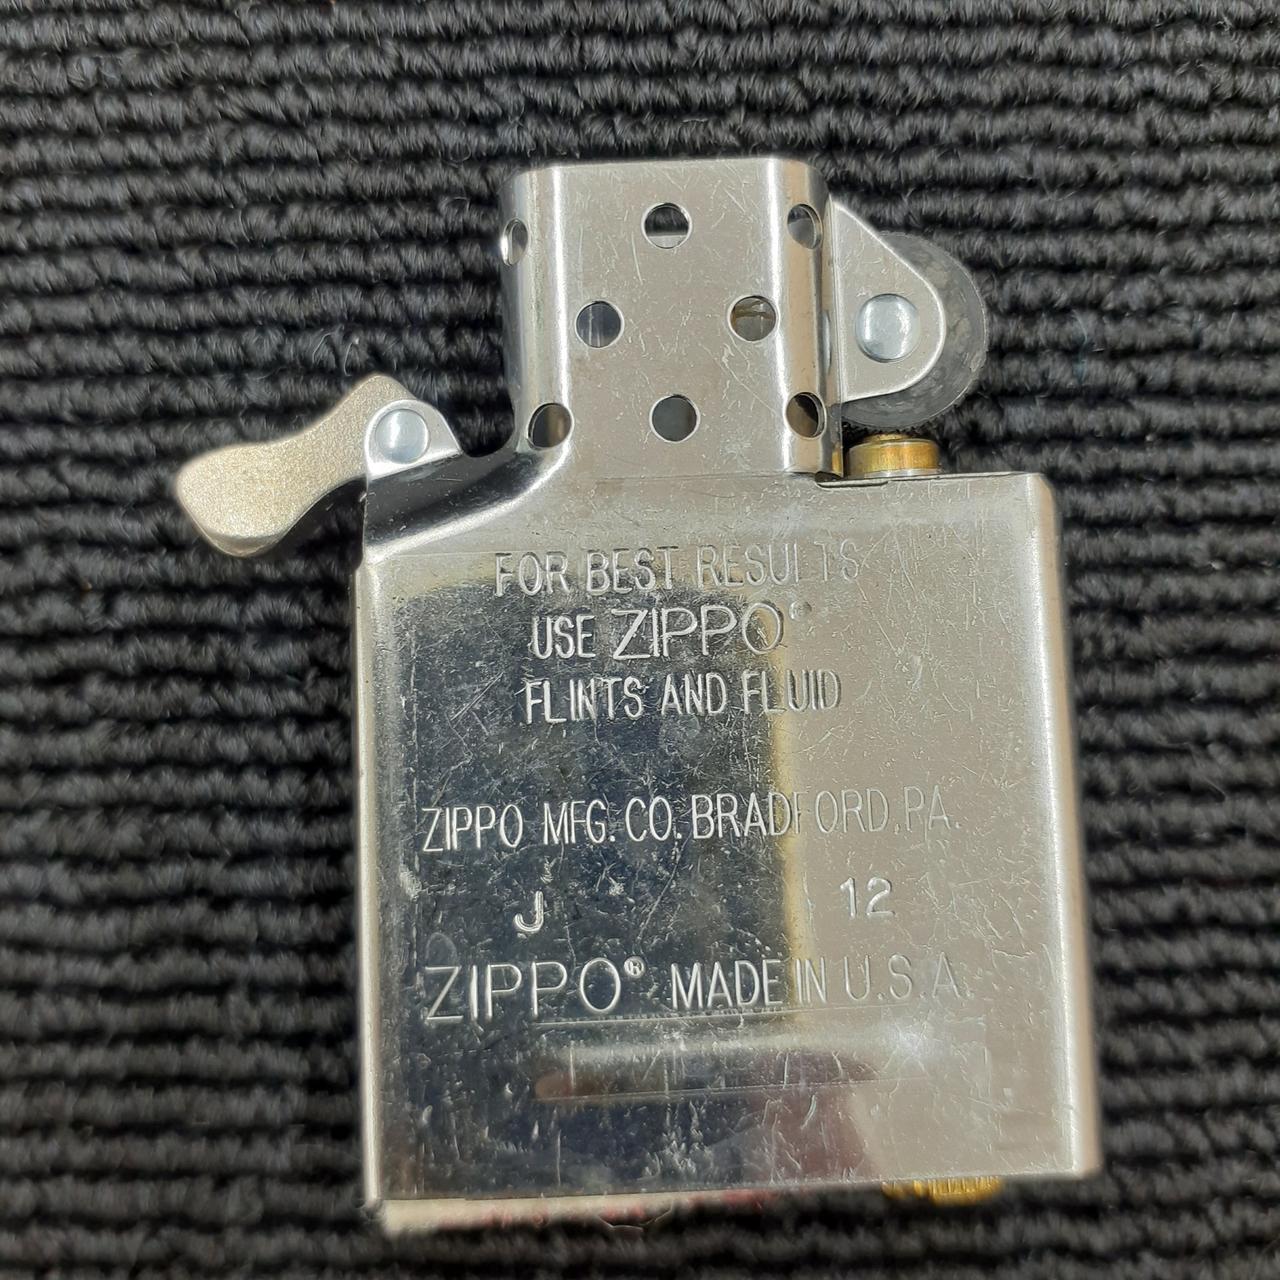 FOR BEST RESULTS
USE ZIPPO®
FLINTS AND FLUID
ZIPPO MFG. CO. BRADFORD, PA.
J 12
ZIPPO® MADE IN U.S.A.